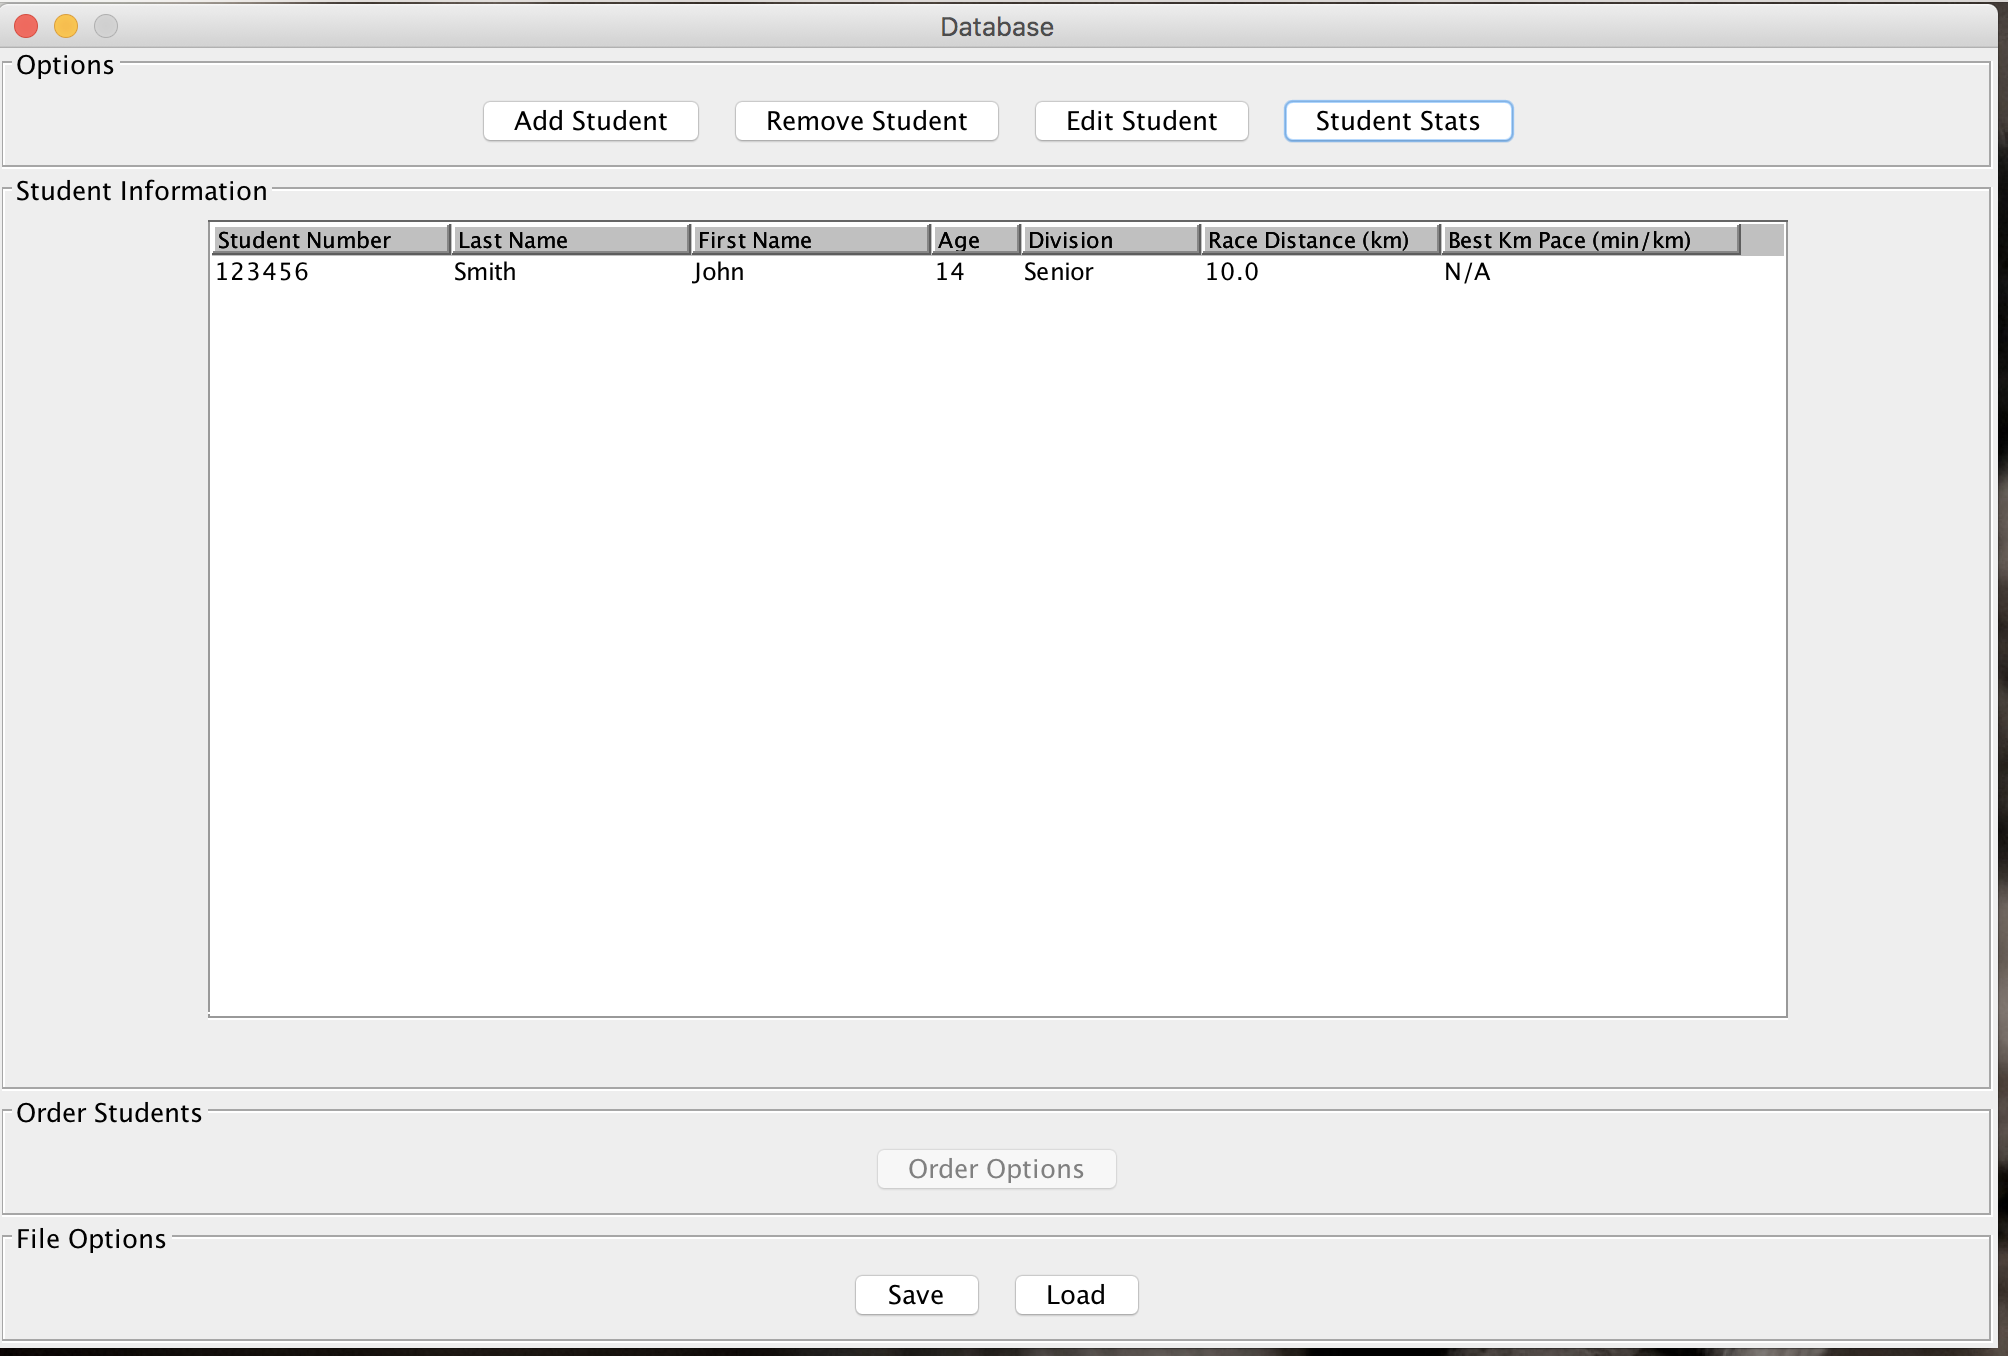 Database
Options
Add Student Remove Student Edit Student Student Stats
Student Information
Student Number Last Name First Name Age Division Race Distance (km) Best Km Pace (min/km)
123456 Smith John 14 Senior 10.0 N/A
Order Students
Order Options
File Options
Save Load